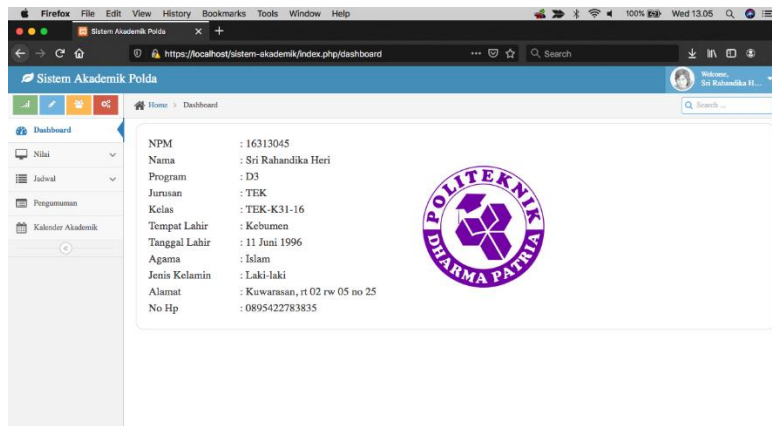 Firefox File Edit View History Bookmarks Tools Window Help 100% Wed 13.05
Sistem Akademik Polda
https://localhost/sistem-akademik/index.php/dashboard Search
Sistem Akademik Polda
Welcome,
Sri Rahandika H...
Home > Dashboard Search ...
Dashboard
Nilai
Jadwal
Pengumuman
Kalender Akademik
NPM : 16313045
Nama : Sri Rahandika Heri
Program : D3
Jurusan : TEK
Kelas : TEK-K31-16
Tempat Lahir : Kebumen
Tanggal Lahir : 11 Juni 1996
Agama : Islam
Jenis Kelamin : Laki-laki
Alamat : Kuwarasan, rt 02 rw 05 no 25
No Hp : 0895422783835
POLITEKNIK
DHARMA PATRIA